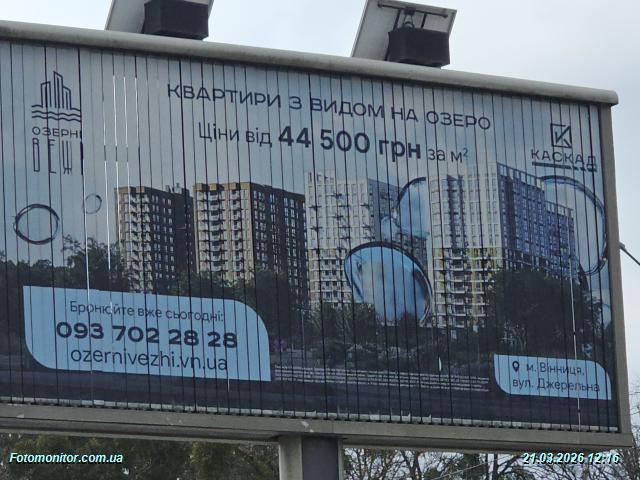 КВАРТИРИ З ВИДОМ НА ОЗЕРО
Ціни від 44 500 грн за м²
ОЗЕРНІ
ВЕЖІ
КАСКАД
Бронюйте вже сьогодні:
093 702 28 28
ozernivezhi.vn.ua
м. Вінниця,
вул. Джерельна
Fotomonitor.com.ua
21.03.2026 12:16